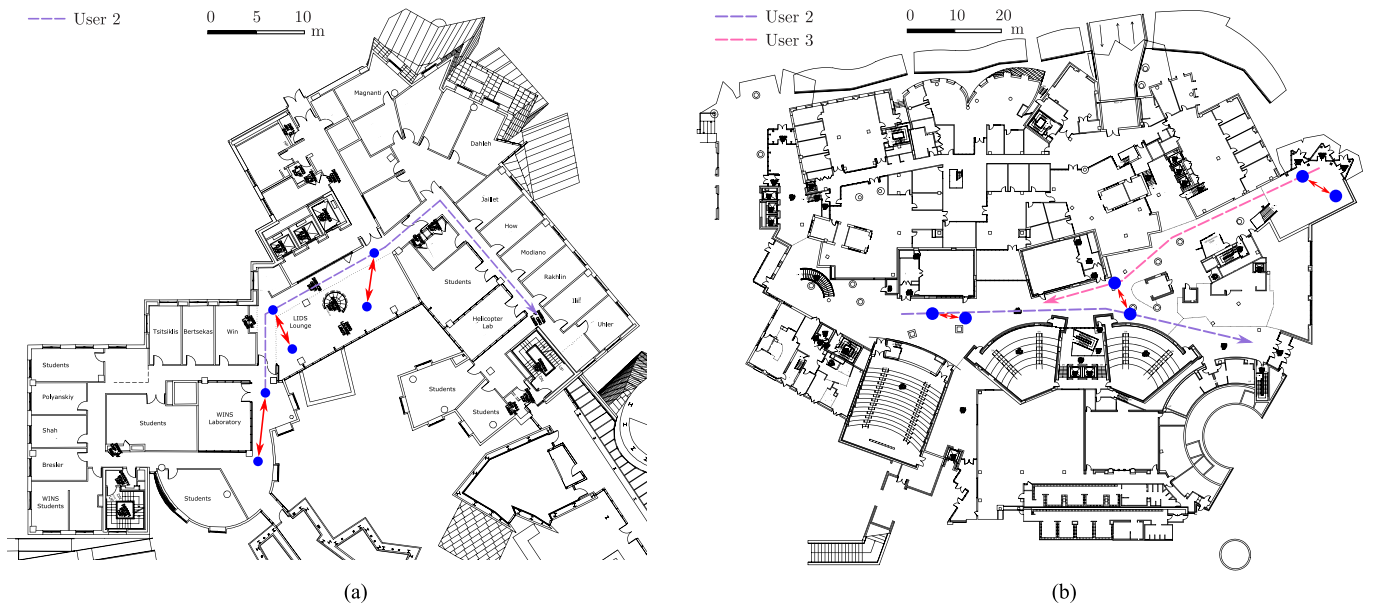 User 2
0 5 10
m
Magnanti
Dahleh
Jaillet
How
Modiano
Rakhlin
Uhler
Students
Helicopter
Lab
LIDS
Lounge
Tsitsiklis
Bertsekas
Win
Students
Polyanskiy
Shah
Bresler
WINS
Students
Students
WINS
Laboratory
Students
Students
Students
(a)
User 2
User 3
0 10 20
m
(b)